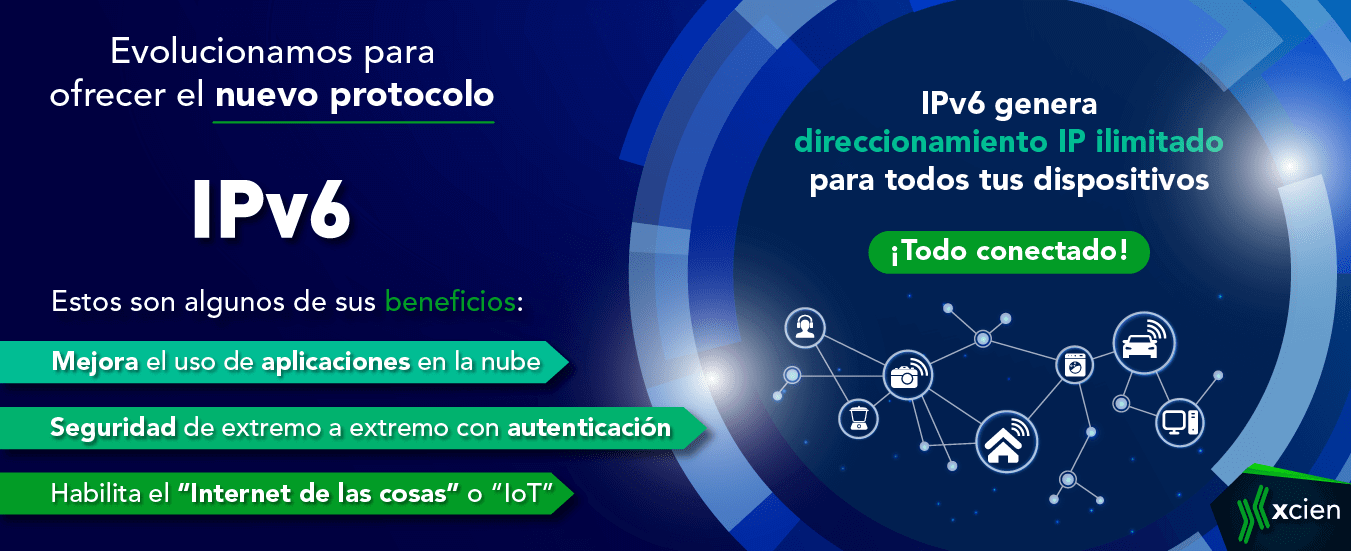 Evolucionamos para
ofrecer el nuevo protocolo
IPv6
Estos son algunos de sus beneficios:
Mejora el uso de aplicaciones en la nube
Seguridad de extremo a extremo con autenticación
Habilita el "Internet de las cosas" o "IoT"
IPv6 genera
direccionamiento IP ilimitado
para todos tus dispositivos
¡Todo conectado!
xcien